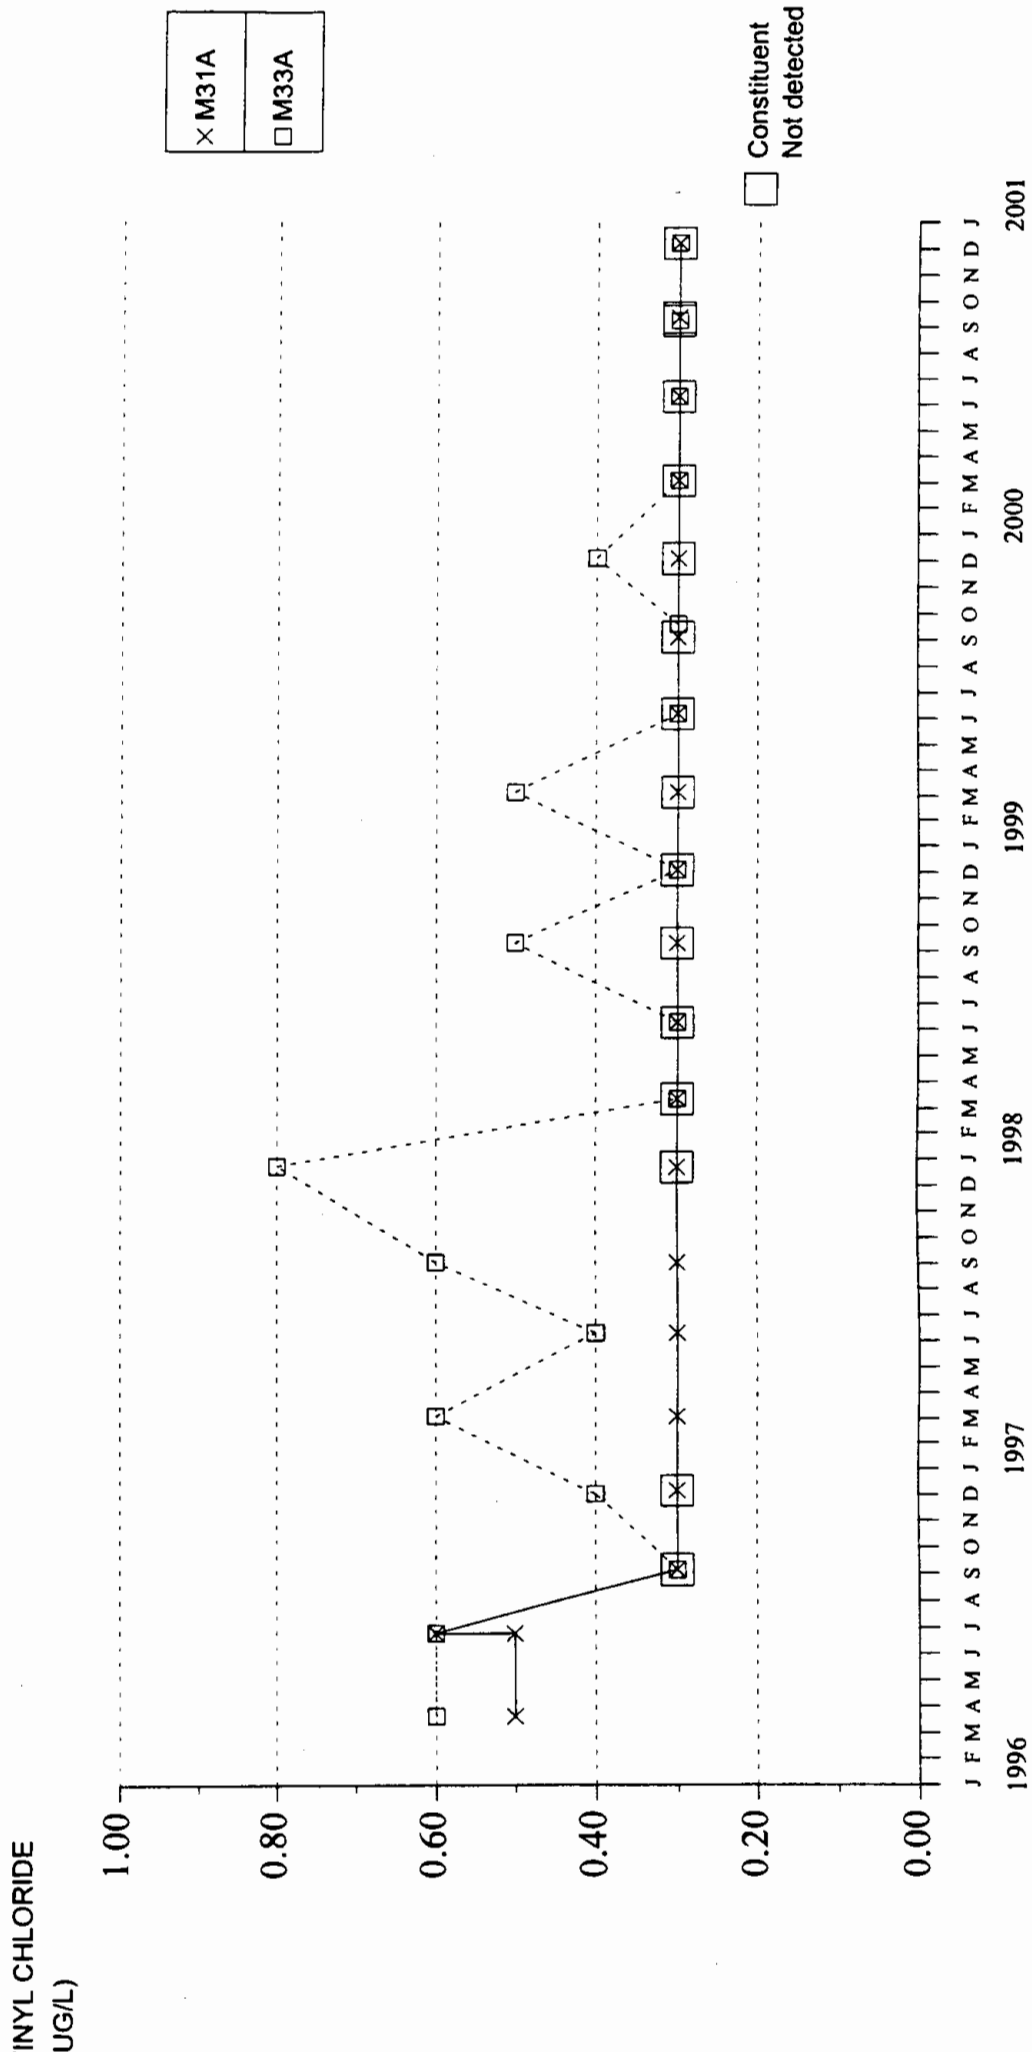 INYL CHLORIDE
UG/L)
1.00
0.80
0.60
0.40
0.20
0.00
J F M A M J J A S O N D J F M A M J J A S O N D J F M A M J J A S O N D J F M A M J J A S O N D J F M A M J J A S O N D J
1996 1997 1998 1999 2000 2001
× M31A
□ M33A
Constituent
Not detected